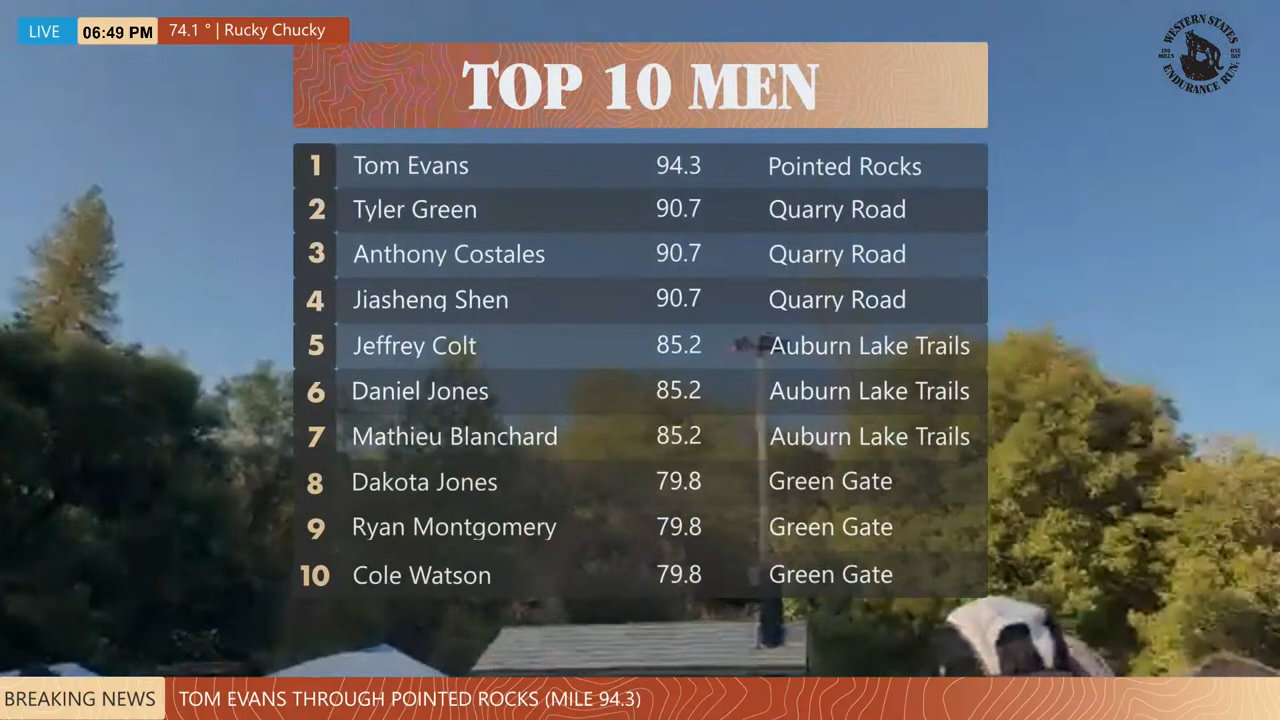 LIVE 06:49 PM 74.1 ° | Rucky Chucky
WESTERN STATES
100 MILES ONE DAY
ENDURANCE RUN
TOP 10 MEN
1 Tom Evans 94.3 Pointed Rocks
2 Tyler Green 90.7 Quarry Road
3 Anthony Costales 90.7 Quarry Road
4 Jiasheng Shen 90.7 Quarry Road
5 Jeffrey Colt 85.2 Auburn Lake Trails
6 Daniel Jones 85.2 Auburn Lake Trails
7 Mathieu Blanchard 85.2 Auburn Lake Trails
8 Dakota Jones 79.8 Green Gate
9 Ryan Montgomery 79.8 Green Gate
10 Cole Watson 79.8 Green Gate
BREAKING NEWS TOM EVANS THROUGH POINTED ROCKS (MILE 94.3)